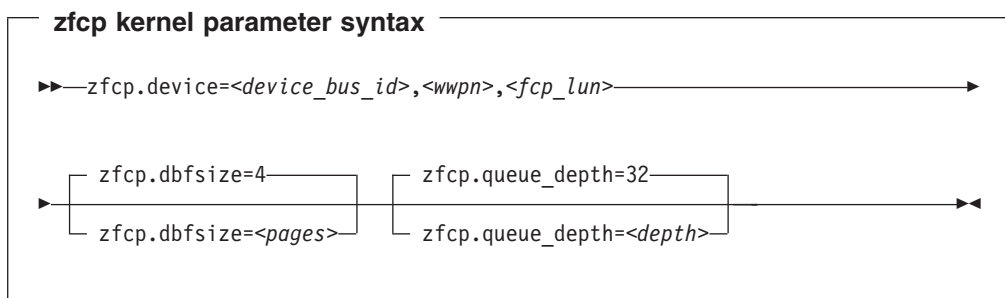 zfcp kernel parameter syntax
zfcp.device=<device_bus_id>,<wwpn>,<fcp_lun>
zfcp.dbfsize=4 zfcp.queue_depth=32
zfcp.dbfsize=<pages> zfcp.queue_depth=<depth>